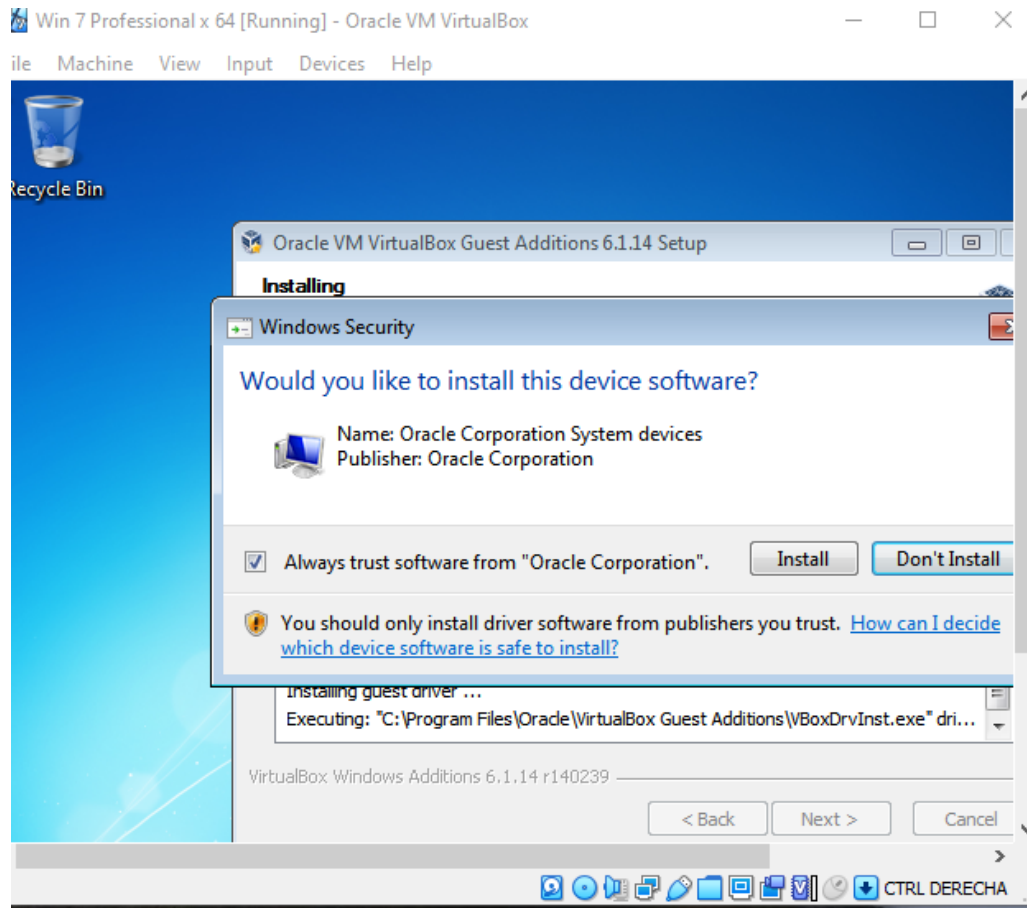 Win 7 Professional x 64 [Running] - Oracle VM VirtualBox
ile Machine View Input Devices Help
Recycle Bin
Oracle VM VirtualBox Guest Additions 6.1.14 Setup
Installing
Windows Security
Would you like to install this device software?
Name: Oracle Corporation System devices
Publisher: Oracle Corporation
Always trust software from "Oracle Corporation". Install Don't Install
You should only install driver software from publishers you trust. How can I decide
which device software is safe to install?
Installing guest driver ...
Executing: "C:\Program Files\Oracle\VirtualBox Guest Additions\VBoxDrvInst.exe" dri...
VirtualBox Windows Additions 6.1.14 r140239
< Back Next > Cancel
CTRL DERECHA